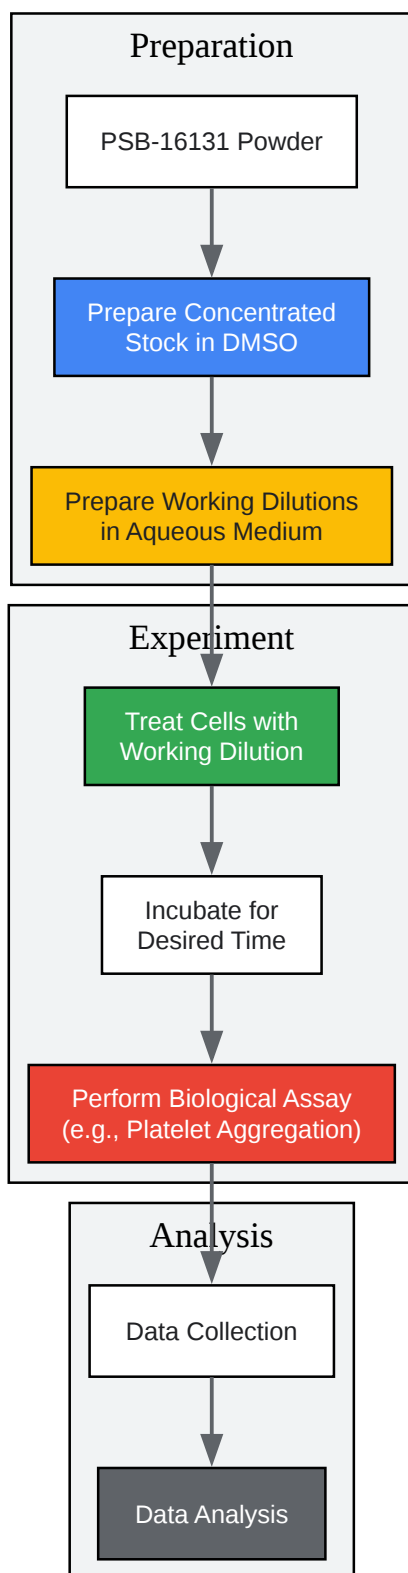 Preparation
PSB-16131 Powder
Prepare Concentrated
Stock in DMSO
Prepare Working Dilutions
in Aqueous Medium
Experiment
Treat Cells with
Working Dilution
Incubate for
Desired Time
Perform Biological Assay
(e.g., Platelet Aggregation)
Analysis
Data Collection
Data Analysis